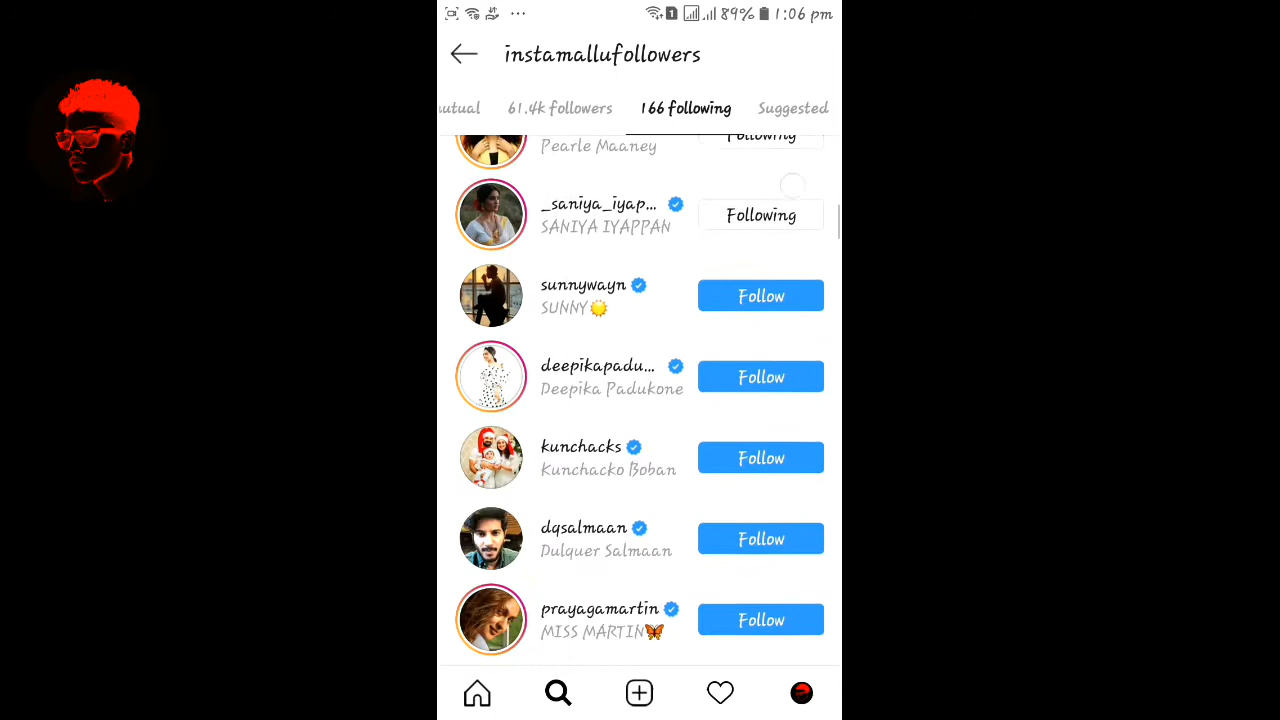 89% 1:06 pm
instamallufollowers
utual 61.4k followers 166 following Suggested
Pearle Maaney Following
_saniya_iyap... Following
SANIYA IYAPPAN
sunnywayn Follow
SUNNY☀️
deepikapadu... Follow
Deepika Padukone
kunchacks Follow
Kunchacko Boban
dqsalmaan Follow
Dulquer Salmaan
prayagamartin Follow
MISS MARTIN🦋